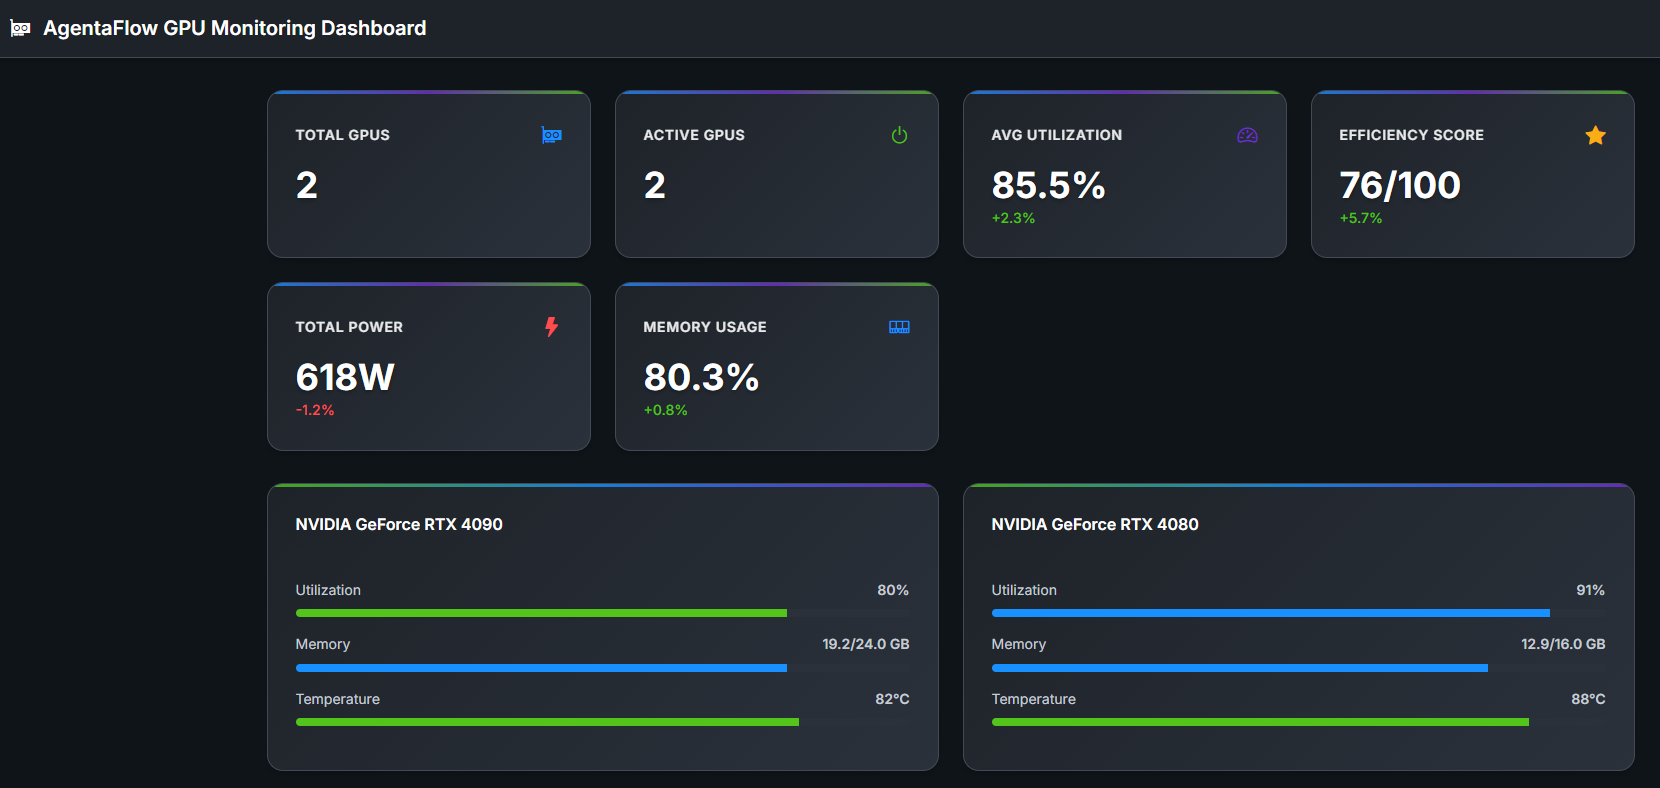 AgentaFlow GPU Monitoring Dashboard
TOTAL GPUS
2
ACTIVE GPUS
2
AVG UTILIZATION
85.5%
+2.3%
EFFICIENCY SCORE
76/100
+5.7%
TOTAL POWER
618W
-1.2%
MEMORY USAGE
80.3%
+0.8%
NVIDIA GeForce RTX 4090
Utilization 80%
Memory 19.2/24.0 GB
Temperature 82°C
NVIDIA GeForce RTX 4080
Utilization 91%
Memory 12.9/16.0 GB
Temperature 88°C